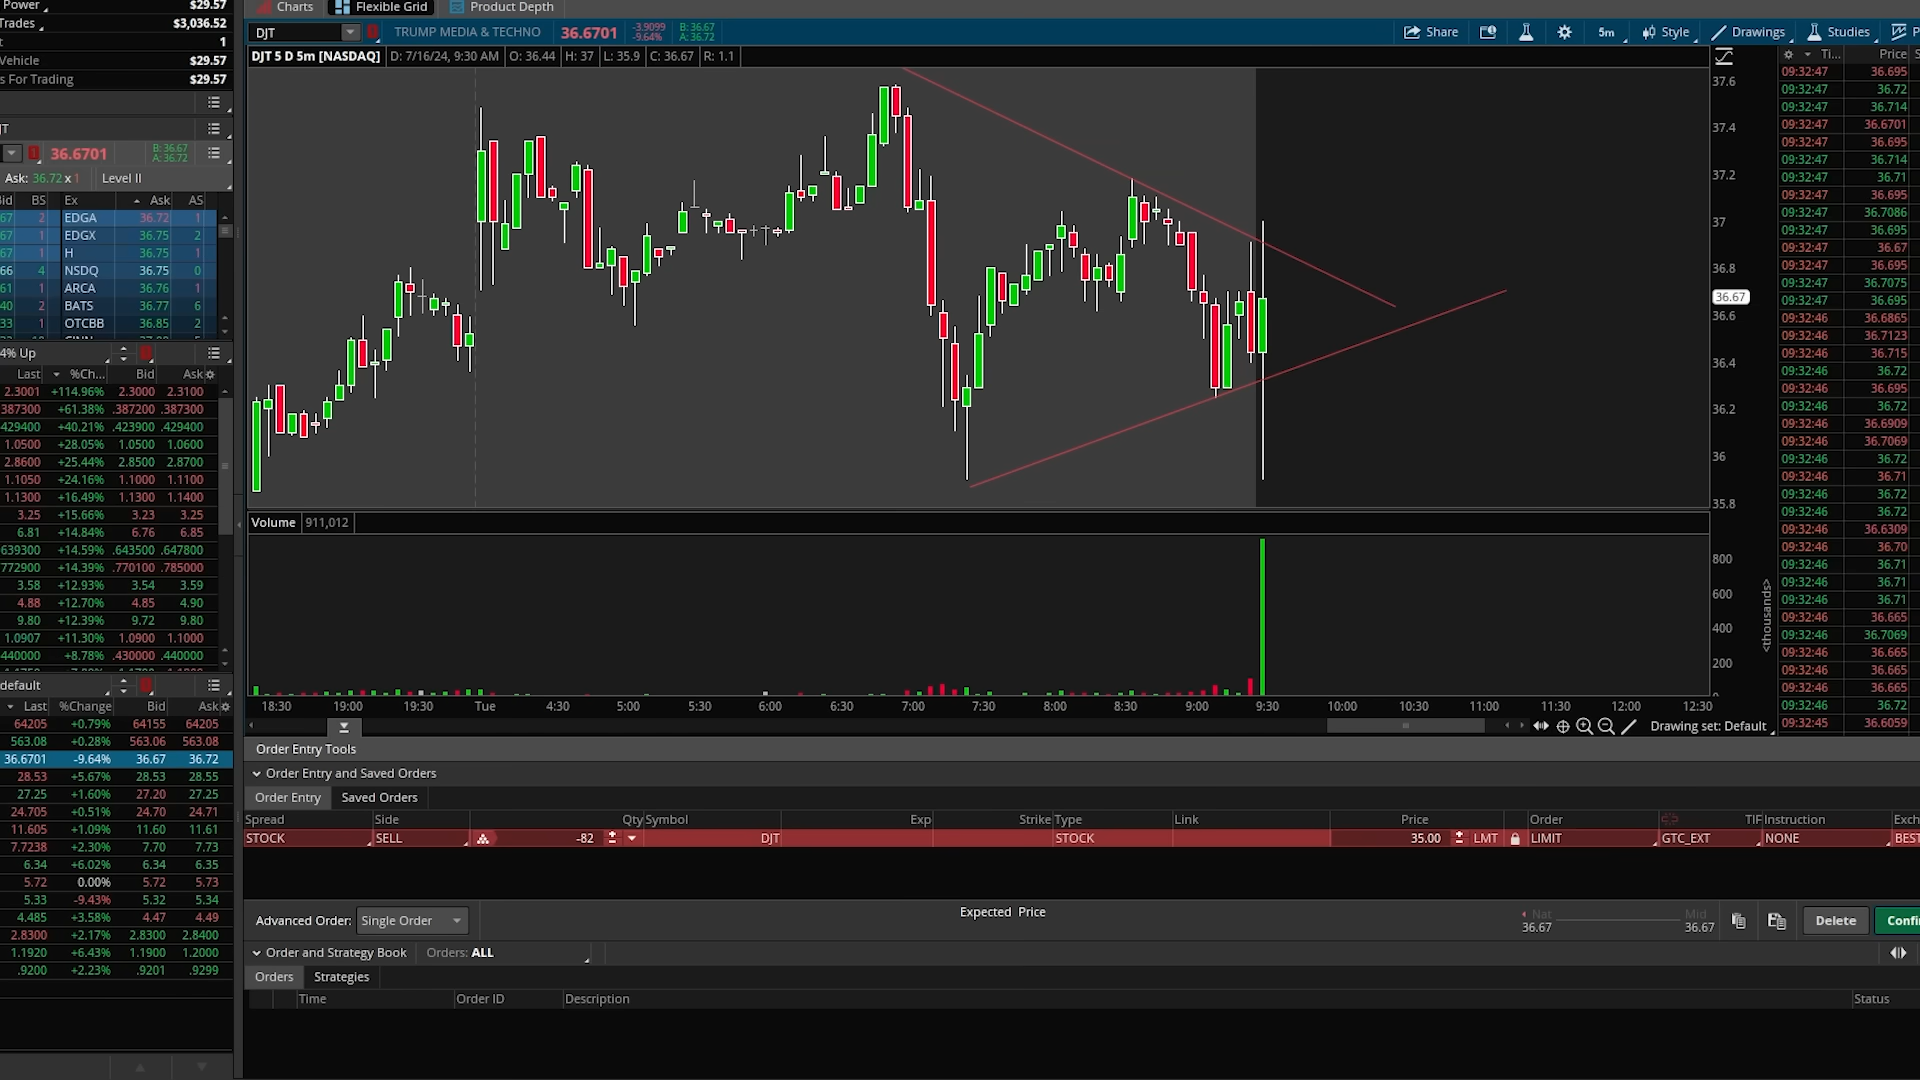 Power $29.57
Trades $3,036.52
t 1
Vehicle $29.57
s For Trading $29.57
JT
36.6701 B: 36.67 A: 36.72
Ask: 36.72 x 1 Level II
Bid BS Ex Ask AS
67 2 EDGA 36.72 1
67 1 EDGX 36.75 2
67 1 H 36.75 1
66 4 NSDQ 36.75 0
61 1 ARCA 36.76 1
40 2 BATS 36.77 6
33 1 OTCBB 36.85 2
4% Up
Last %Ch... Bid Ask
2.3001 +114.96% 2.3000 2.3100
387300 +61.38% .387200 .387300
429400 +40.21% .423900 .429400
1.0500 +28.05% 1.0500 1.0600
2.8600 +25.44% 2.8500 2.8700
1.1050 +24.16% 1.1000 1.1100
1.1300 +16.49% 1.1300 1.1400
3.25 +15.66% 3.23 3.25
6.81 +14.84% 6.76 6.85
639300 +14.59% .643500 .647800
772900 +14.39% .770100 .785000
3.58 +12.93% 3.54 3.59
4.88 +12.70% 4.85 4.90
9.80 +12.39% 9.72 9.80
1.0907 +11.30% 1.0900 1.1000
440000 +8.78% .430000 .440000
default
Last %Change Bid Ask
64205 +0.79% 64155 64205
563.08 +0.28% 563.06 563.08
36.6701 -9.64% 36.67 36.72
28.53 +5.67% 28.53 28.55
27.25 +1.60% 27.20 27.25
24.705 +0.51% 24.70 24.71
11.605 +1.09% 11.60 11.61
7.7238 +2.30% 7.70 7.73
6.34 +6.02% 6.34 6.35
5.72 0.00% 5.72 5.73
5.33 -9.43% 5.32 5.34
4.485 +3.58% 4.47 4.49
2.8300 +2.17% 2.8300 2.8400
1.1920 +6.43% 1.1900 1.2000
.9200 +2.23% .9201 .9299
Charts Flexible Grid Product Depth
DJT TRUMP MEDIA & TECHNO 36.6701 -3.9099 -9.64% B: 36.67 A: 36.72 Share 5m Style Drawings Studies P
DJT 5 D 5m [NASDAQ] D: 7/16/24, 9:30 AM O: 36.44 H: 37 L: 35.9 C: 36.67 R: 1.1
37.6
37.4
37.2
37
36.8
36.67
36.6
36.4
36.2
36
35.8
Volume 911,012
800
600
400
200
<thousands>
18:30 19:00 19:30 Tue 4:30 5:00 5:30 6:00 6:30 7:00 7:30 8:00 8:30 9:00 9:30 10:00 10:30 11:00 11:30 12:00 12:30
Drawing set: Default
Ti... Price S
09:32:47 36.695
09:32:47 36.72
09:32:47 36.714
09:32:47 36.6701
09:32:47 36.695
09:32:47 36.714
09:32:47 36.71
09:32:47 36.695
09:32:47 36.7086
09:32:47 36.695
09:32:47 36.67
09:32:47 36.695
09:32:47 36.7075
09:32:47 36.695
09:32:46 36.6865
09:32:46 36.7123
09:32:46 36.715
09:32:46 36.72
09:32:46 36.695
09:32:46 36.72
09:32:46 36.6909
09:32:46 36.7069
09:32:46 36.72
09:32:46 36.71
09:32:46 36.72
09:32:46 36.72
09:32:46 36.6309
09:32:46 36.70
09:32:46 36.71
09:32:46 36.71
09:32:46 36.71
09:32:46 36.665
09:32:46 36.7069
09:32:46 36.665
09:32:46 36.665
09:32:46 36.665
09:32:46 36.72
09:32:45 36.6059
Order Entry Tools
Order Entry and Saved Orders
Order Entry Saved Orders
Spread Side Qty Symbol Exp Strike Type Link Price Order TIF Instruction Exch
STOCK SELL -82 DJT STOCK 35.00 LMT LIMIT GTC_EXT NONE BEST
Advanced Order: Single Order Expected Price Nat 36.67 Mid 36.67 Delete Confi
Order and Strategy Book Orders: ALL
Orders Strategies
Time Order ID Description Status